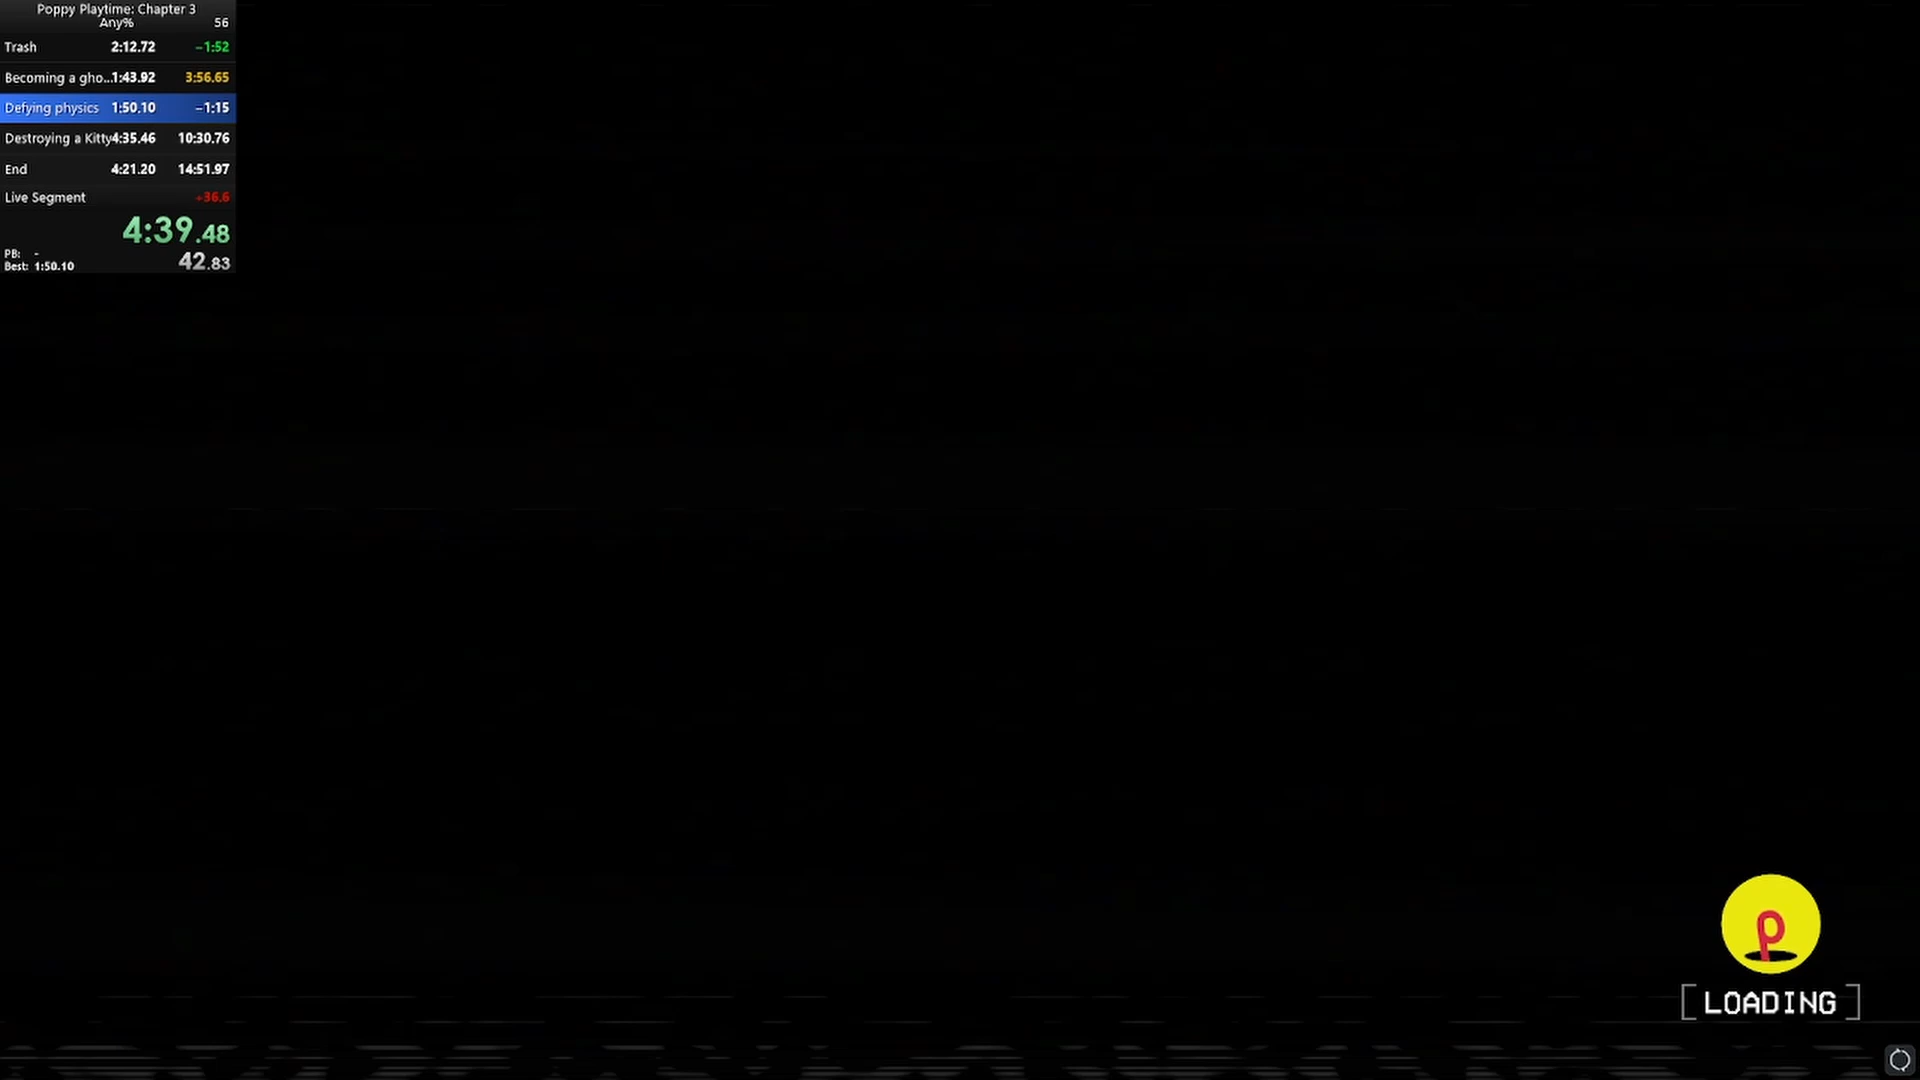 Poppy Playtime: Chapter 3
Any% 56
Trash 2:12.72 −1:52
Becoming a gho... 1:43.92 3:56.65
Defying physics 1:50.10 −1:15
Destroying a Kitty 4:35.46 10:30.76
End 4:21.20 14:51.97
Live Segment +36.6
4:39.48
PB: -
Best: 1:50.10 42.83
p
[LOADING]